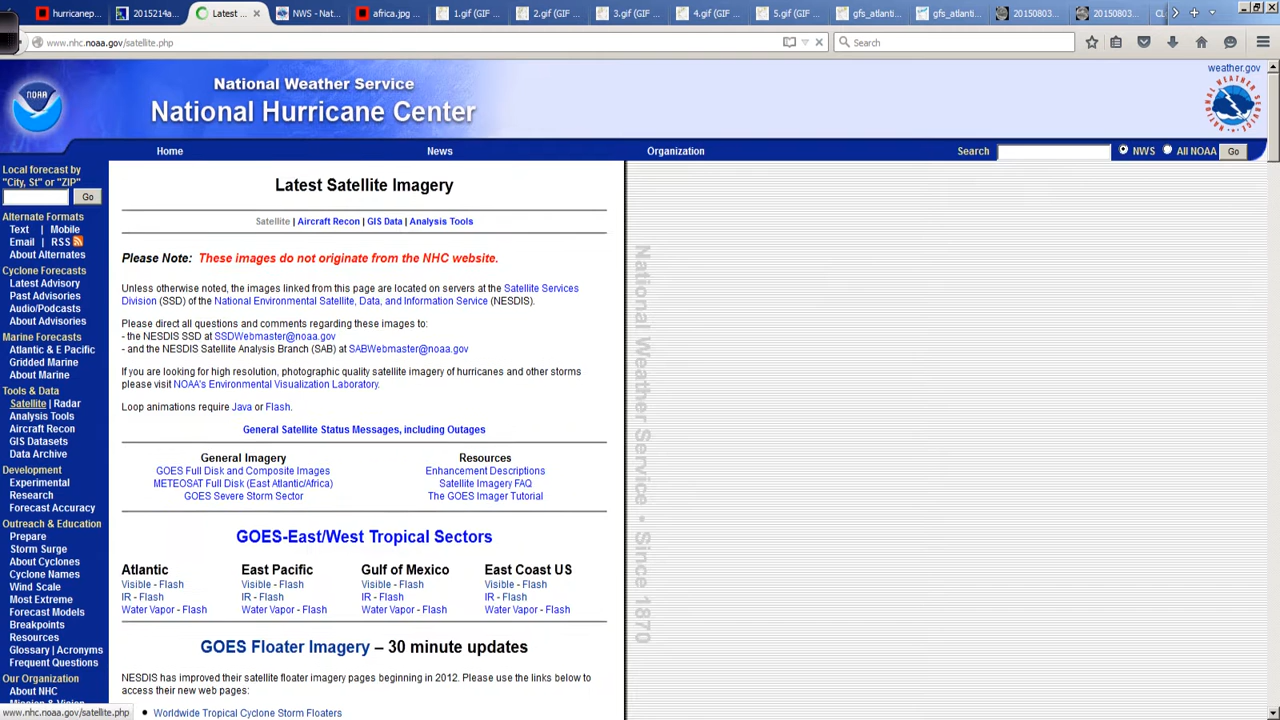 hurricanep...
2015214a...
Latest ...
NWS - Nat...
africa.jpg ...
1.gif (GIF ...
2.gif (GIF ...
3.gif (GIF ...
4.gif (GIF ...
5.gif (GIF ...
gfs_atlanti...
gfs_atlant...
20150803...
20150803...
www.nhc.noaa.gov/satellite.php
Search
National Weather Service
National Hurricane Center
NOAA
weather.gov
NATIONAL WEATHER SERVICE
Home News Organization Search NWS All NOAA Go
Local forecast by
"City, St" or "ZIP"
Go
Alternate Formats
Text | Mobile
Email | RSS
About Alternates
Cyclone Forecasts
Latest Advisory
Past Advisories
Audio/Podcasts
About Advisories
Marine Forecasts
Atlantic & E Pacific
Gridded Marine
About Marine
Tools & Data
Satellite | Radar
Analysis Tools
Aircraft Recon
GIS Datasets
Data Archive
Development
Experimental
Research
Forecast Accuracy
Outreach & Education
Prepare
Storm Surge
About Cyclones
Cyclone Names
Wind Scale
Most Extreme
Forecast Models
Breakpoints
Resources
Glossary | Acronyms
Frequent Questions
Our Organization
About NHC
Mission & Vision
www.nhc.noaa.gov/satellite.php
Latest Satellite Imagery
Satellite | Aircraft Recon | GIS Data | Analysis Tools
Please Note: These images do not originate from the NHC website.
Unless otherwise noted, the images linked from this page are located on servers at the Satellite Services
Division (SSD) of the National Environmental Satellite, Data, and Information Service (NESDIS).
Please direct all questions and comments regarding these images to:
- the NESDIS SSD at SSDWebmaster@noaa.gov
- and the NESDIS Satellite Analysis Branch (SAB) at SABWebmaster@noaa.gov
If you are looking for high resolution, photographic quality satellite imagery of hurricanes and other storms
please visit NOAA's Environmental Visualization Laboratory.
Loop animations require Java or Flash.
General Satellite Status Messages, including Outages
General Imagery
GOES Full Disk and Composite Images
METEOSAT Full Disk (East Atlantic/Africa)
GOES Severe Storm Sector
Resources
Enhancement Descriptions
Satellite Imagery FAQ
The GOES Imager Tutorial
GOES-East/West Tropical Sectors
Atlantic
Visible - Flash
IR - Flash
Water Vapor - Flash
East Pacific
Visible - Flash
IR - Flash
Water Vapor - Flash
Gulf of Mexico
Visible - Flash
IR - Flash
Water Vapor - Flash
East Coast US
Visible - Flash
IR - Flash
Water Vapor - Flash
GOES Floater Imagery – 30 minute updates
NESDIS has improved their satellite floater imagery pages beginning in 2012. Please use the links below to
access their new web pages:
• Worldwide Tropical Cyclone Storm Floaters
National Weather Service • Since 1870